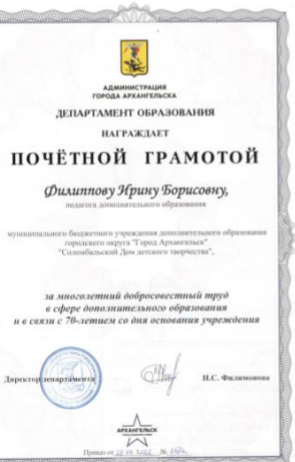 АДМИНИСТРАЦИЯ
ГОРОДА АРХАНГЕЛЬСКА
ДЕПАРТАМЕНТ ОБРАЗОВАНИЯ
НАГРАЖДАЕТ
ПОЧЁТНОЙ ГРАМОТОЙ
Филиппову Ирину Борисовну,
педагога дополнительного образования
муниципального бюджетного учреждения дополнительного образования
городского округа "Город Архангельск"
"Соломбальский Дом детского творчества",
за многолетний добросовестный труд
в сфере дополнительного образования
и в связи с 70-летием со дня основания учреждения
Директор департамента
Н.С. Филимонова
АРХАНГЕЛЬСК
Приказ от 2022 №